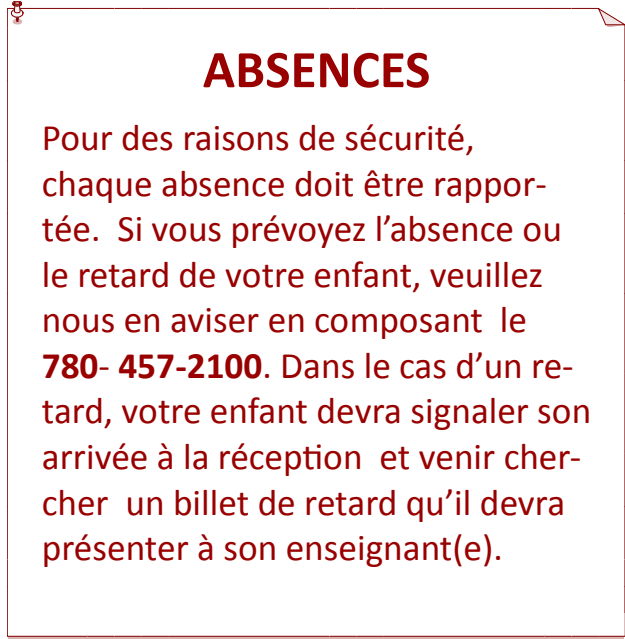 ABSENCES
Pour des raisons de sécurité,
chaque absence doit être rappor-
tée.  Si vous prévoyez l’absence ou
le retard de votre enfant, veuillez
nous en aviser en composant  le
780- 457-2100. Dans le cas d’un re-
tard, votre enfant devra signaler son
arrivée à la réception  et venir cher-
cher  un billet de retard qu’il devra
présenter à son enseignant(e).